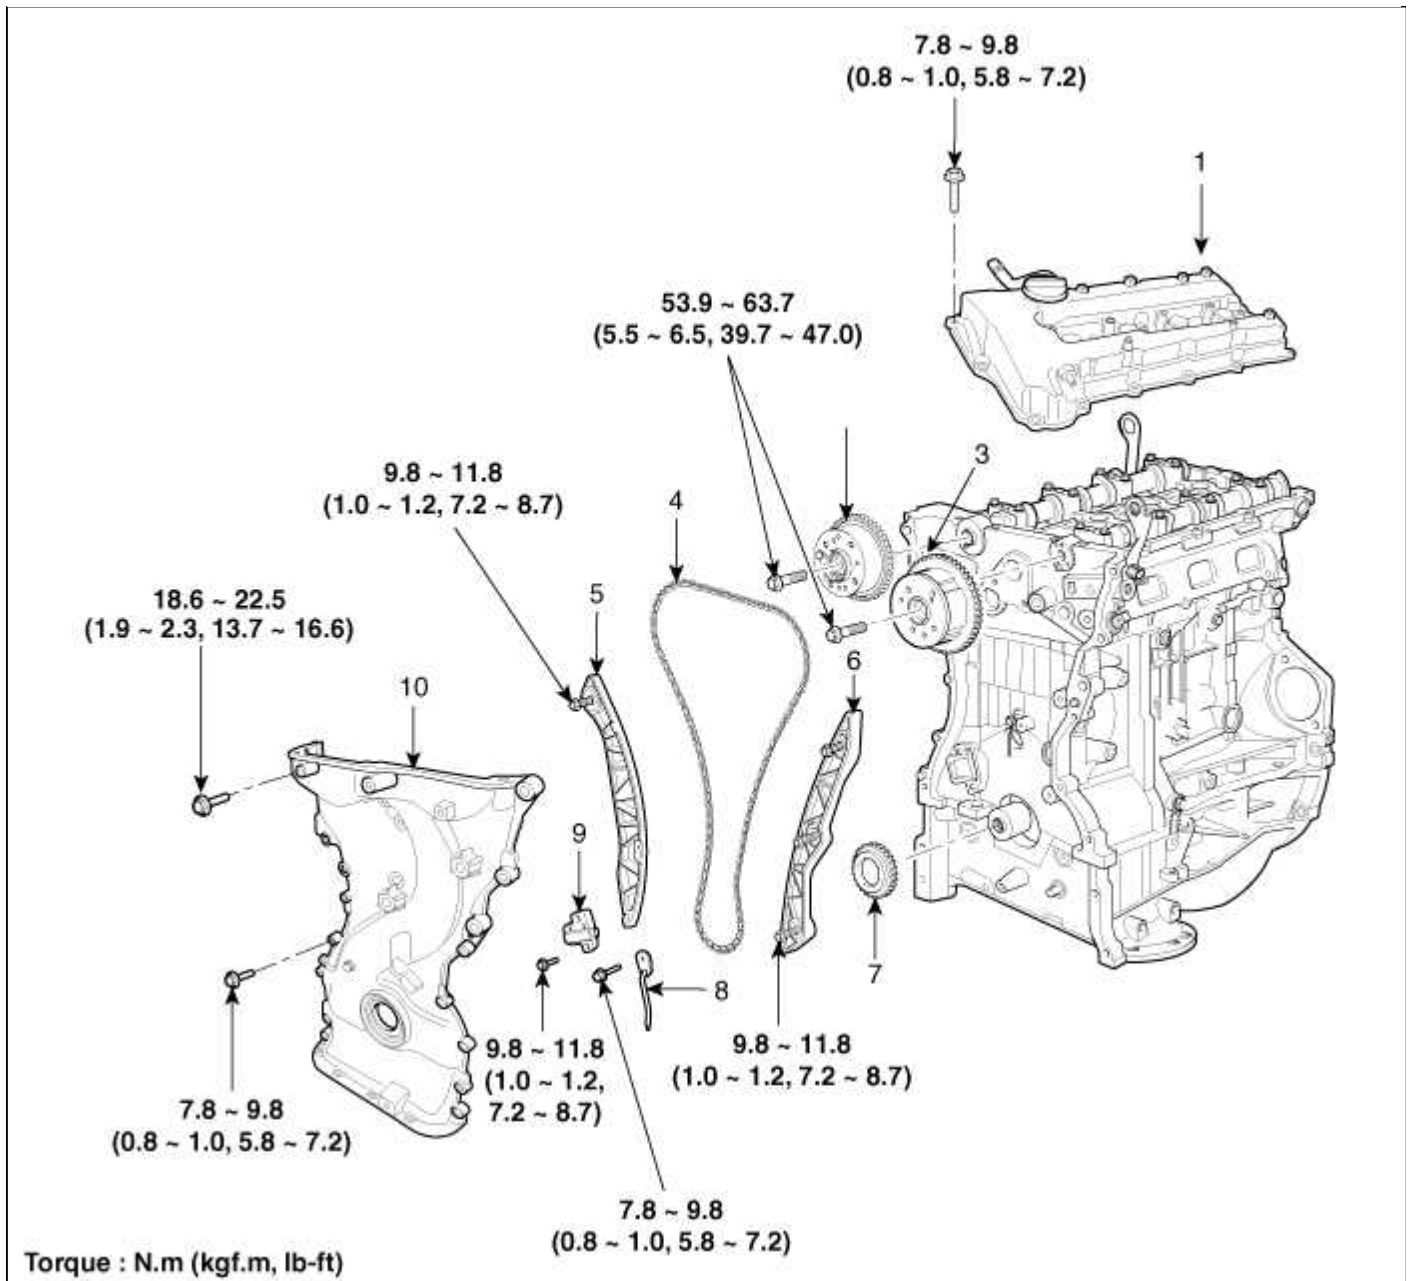 7.8 ~ 9.8
(0.8 ~ 1.0, 5.8 ~ 7.2)
1
53.9 ~ 63.7
(5.5 ~ 6.5, 39.7 ~ 47.0)
3
9.8 ~ 11.8
(1.0 ~ 1.2, 7.2 ~ 8.7)
4
18.6 ~ 22.5
(1.9 ~ 2.3, 13.7 ~ 16.6)
5
6
10
9
7
8
9.8 ~ 11.8
(1.0 ~ 1.2,
7.2 ~ 8.7)
9.8 ~ 11.8
(1.0 ~ 1.2, 7.2 ~ 8.7)
7.8 ~ 9.8
(0.8 ~ 1.0, 5.8 ~ 7.2)
7.8 ~ 9.8
(0.8 ~ 1.0, 5.8 ~ 7.2)
Torque : N.m (kgf.m, lb-ft)